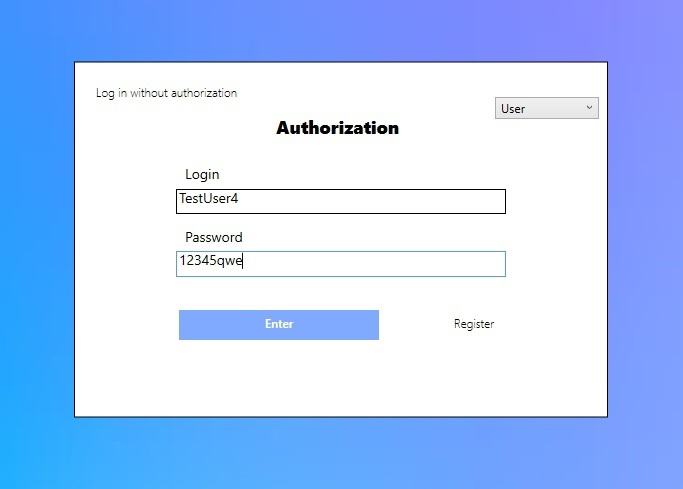 Log in without authorization
User
Authorization
Login
TestUser4
Password
12345qwe
Enter
Register